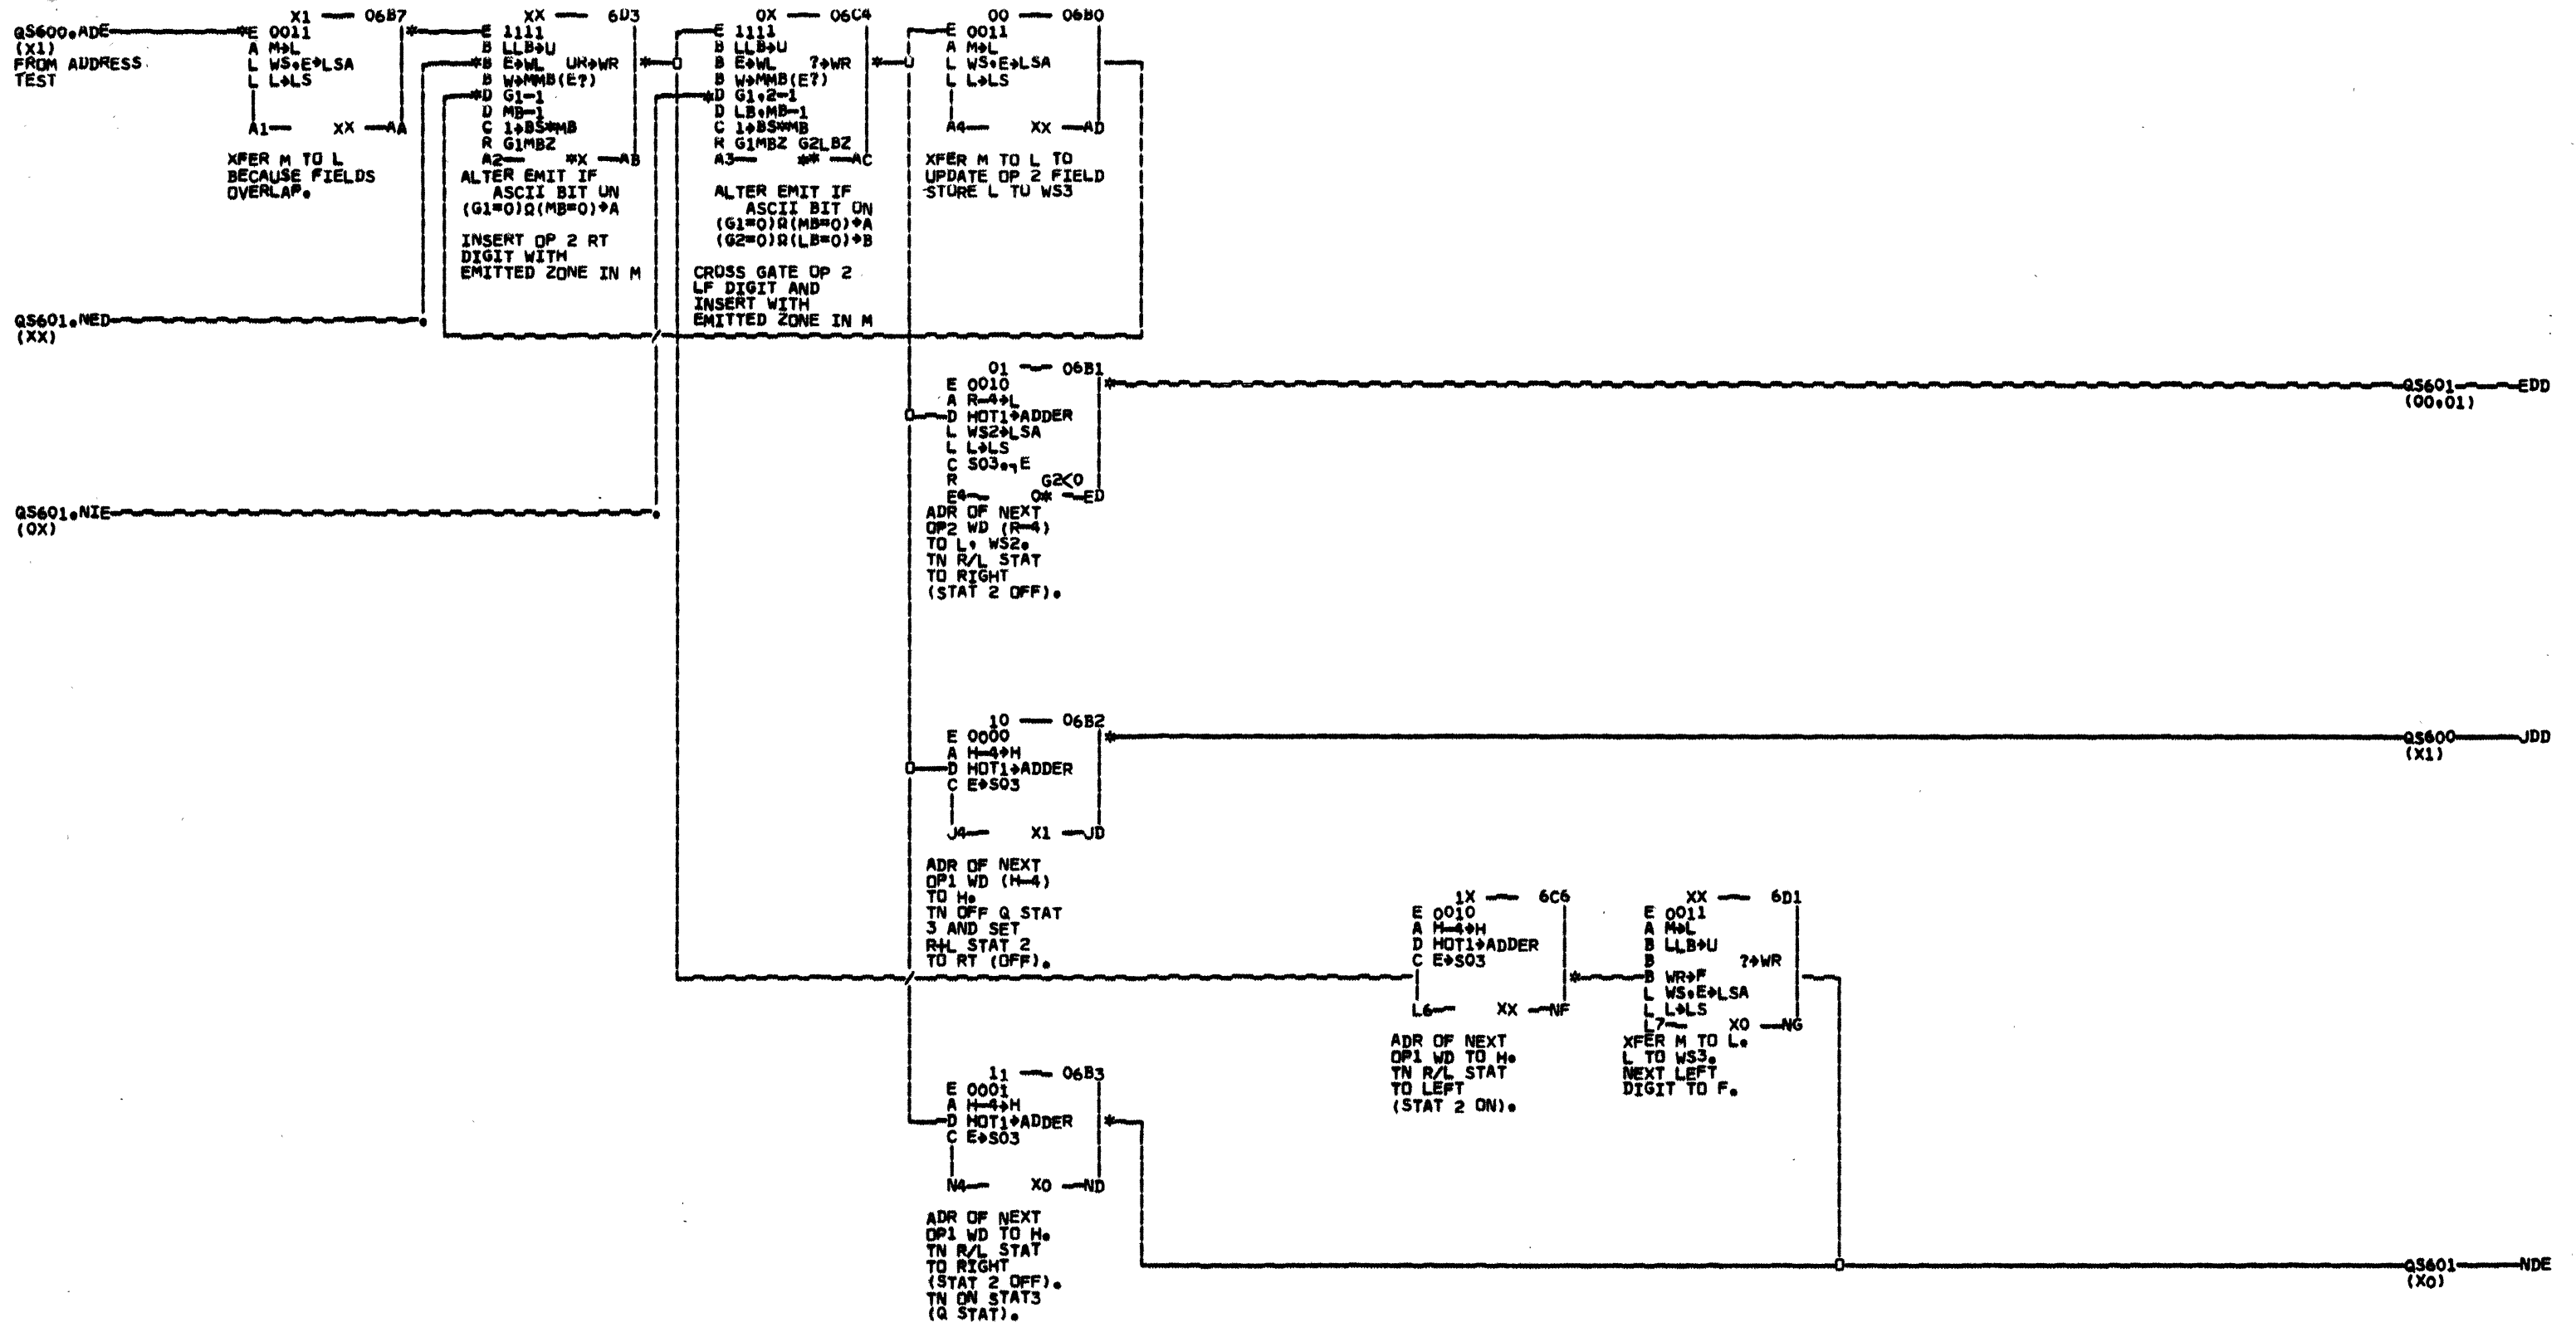 QS600.ADE
(X1)
FROM ADDRESS
TEST
X1 — 06B7
*E 0011
A M→L
L WS,E→LSA
L L→LS
A1— XX —AA
XFER M TO L
BECAUSE FIELDS
OVERLAP.
XX — 6D3
*E 1111
B LLB→U
*B E→WL UR→WR
B W→MMB(E?)
*D G1-1
D MB-1
C 1→BS*MB
R G1MBZ
A2— *X —AB
ALTER EMIT IF
ASCII BIT ON
(G1=0)Ω(MB=0)→A
INSERT OP 2 RT
DIGIT WITH
EMITTED ZONE IN M
0X — 06C4
E 1111
B LLB→U
*B E→WL ?→WR
B W→MMB(E?)
*D G1,2-1
D LB,MB-1
C 1→BS*MB
R G1MBZ G2LBZ
A3— ** —AC
ALTER EMIT IF
ASCII BIT ON
(G1=0)Ω(MB=0)→A
(G2=0)Ω(LB=0)→B
CROSS GATE OP 2
LF DIGIT AND
INSERT WITH
EMITTED ZONE IN M
00 — 06B0
*E 0011
A M→L
L WS,E→LSA
L L→LS
A4— XX —AD
XFER M TO L TO
UPDATE OP 2 FIELD
STORE L TO WS3
QS601.NED
(XX)
QS601.NIE
(0X)
01 — 06B1
E 0010
A R-4→L
D HOT1→ADDER
L WS2→LSA
L L→LS
C S03.¬E
R G2<0
E4— 0* —ED
ADR OF NEXT
OP2 WD (R-4)
TO L, WS2.
TN R/L STAT
TO RIGHT
(STAT 2 OFF).
QS601 — EDD
(00,01)
10 — 06B2
E 0000
A H-4→H
D HOT1→ADDER
C E→S03
J4— X1 —JD
ADR OF NEXT
OP1 WD (H-4)
TO H.
TN OFF Q STAT
3 AND SET
R+L STAT 2
TO RT (OFF).
QS600 — JDD
(X1)
1X — 6C6
E 0010
A H-4→H
D HOT1→ADDER
C E→S03
L6— XX —NF
ADR OF NEXT
OP1 WD TO H.
TN R/L STAT
TO LEFT
(STAT 2 ON).
XX — 6D1
E 0011
A M→L
B LLB→U
B ?→WR
B WR→F
L WS,E→LSA
L L→LS
L7— X0 —NG
XFER M TO L.
L TO WS3.
NEXT LEFT
DIGIT TO F.
11 — 06B3
E 0001
A H-4→H
D HOT1→ADDER
C E→S03
N4— X0 —ND
ADR OF NEXT
OP1 WD TO H.
TN R/L STAT
TO RIGHT
(STAT 2 OFF).
TN ON STAT3
(Q STAT).
QS601 — NDE
(X0)